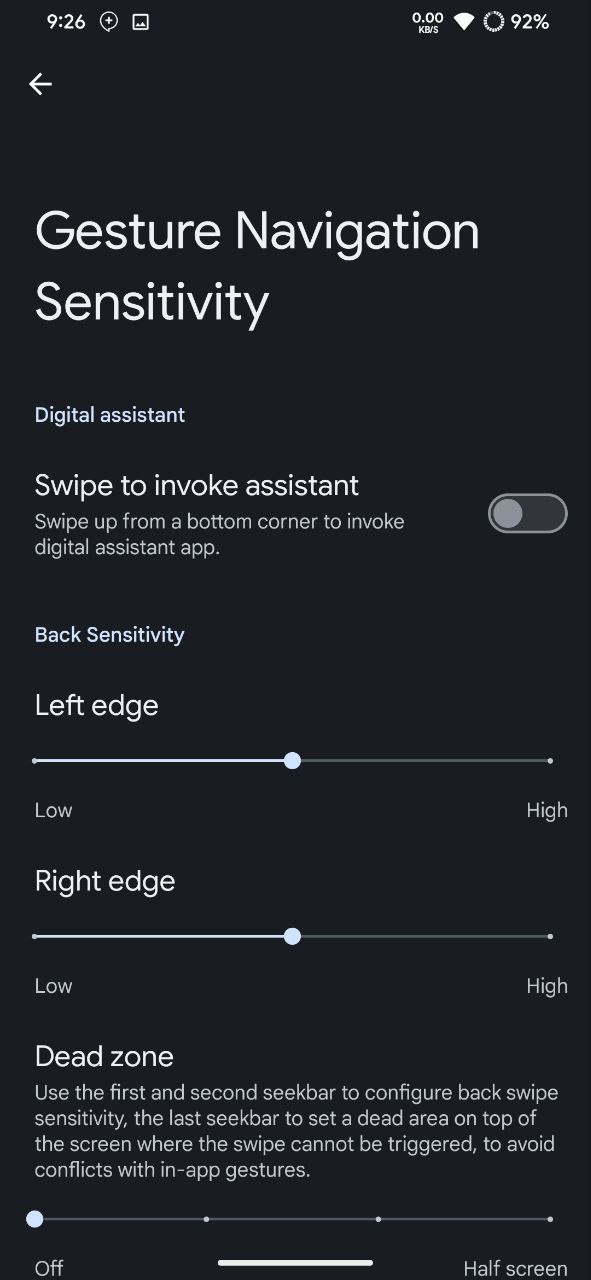 9:26
0.00
KB/S
92%
Gesture Navigation
Sensitivity
Digital assistant
Swipe to invoke assistant
Swipe up from a bottom corner to invoke
digital assistant app.
Back Sensitivity
Left edge
Low
High
Right edge
Low
High
Dead zone
Use the first and second seekbar to configure back swipe
sensitivity, the last seekbar to set a dead area on top of
the screen where the swipe cannot be triggered, to avoid
conflicts with in-app gestures.
Off
Half screen